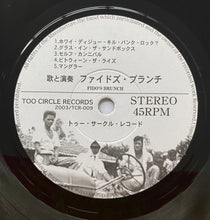 1. ホワイ・ディジュー・キル・パンク・ロック?
2. グラス・イン・ザ・サンドボックス
3. セルフ・カンニバル
4. ビトウィーン・ザ・ライズ
5. マングラー
歌と演奏 ファイドズ・ブランチ
FIDO'S BRUNCH
TOO CIRCLE RECORDS
2003/TCR-009
STEREO
45RPM
トゥー・サークル・レコード